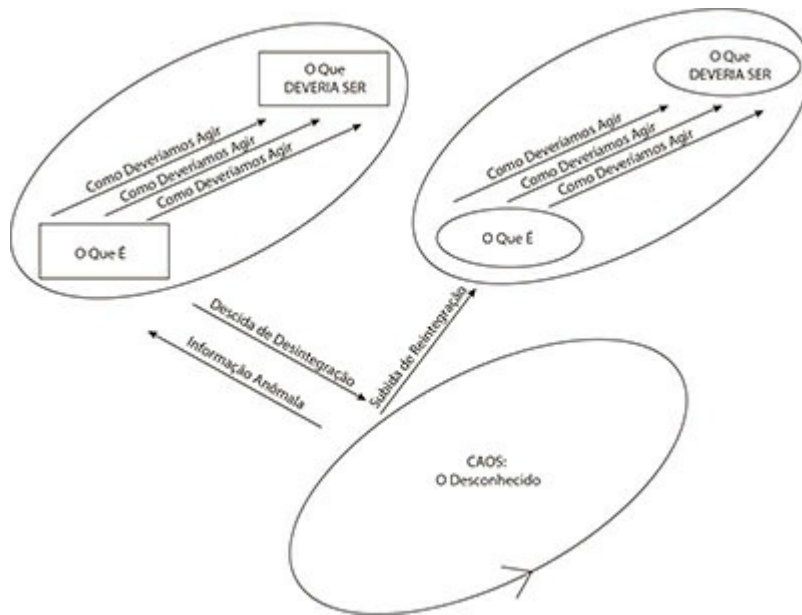 O Que
DEVERIA SER
Como Deveríamos Agir
Como Deveríamos Agir
Como Deveríamos Agir
O Que É
O Que
DEVERIA SER
Como Deveríamos Agir
Como Deveríamos Agir
Como Deveríamos Agir
O Que É
Descida de Desintegração
Informação Anômala
Subida de Reintegração
CAOS:
O Desconhecido